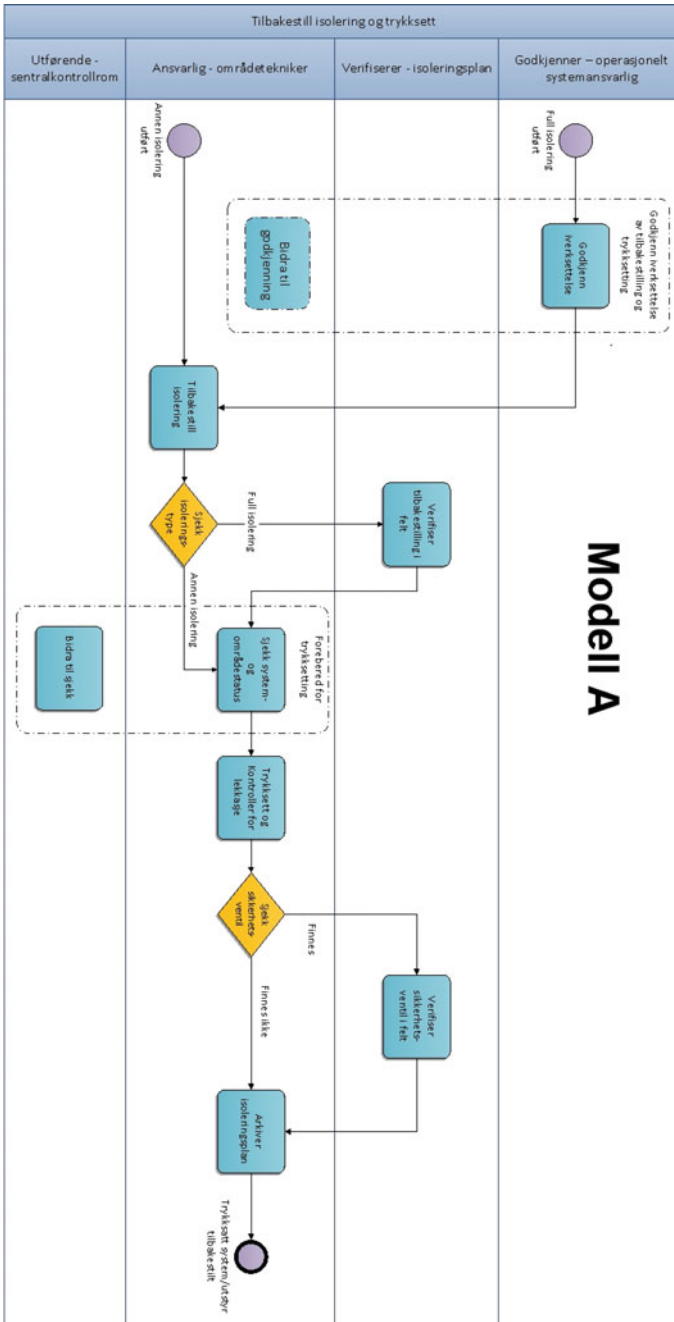 Modell A
Tilbakestill isolering og trykksett
Godkjenner – operasjonelt
systemansvarlig
Verifiserer - isoleringsplan
Ansvarlig - områdetekniker
Utførende -
sentralkontrollrom
Full isolering
utført
Godkjenn iverksettelse
av tilbakestilling og
trykksetting
Godkjenn
iverksettelse
Bidra til
godkjenning
Annen isolering
utført
Tilbakestill
isolering
Sjekk
isolerings-
type
Full isolering
Annen isolering
Verifiser
tilbakestilling i
felt
Forebered for
trykksetting
Sjekk system-
og
områdestatus
Bidra til sjekk
Trykksett og
Kontroller for
lekkasje
Sjekk
sikkerhets-
ventil
Finnes
Finnes ikke
Verifiser
sikkerhets-
ventil i felt
Arkiver
isoleringsplan
Trykksatt system/utstyr
tilbakestilt